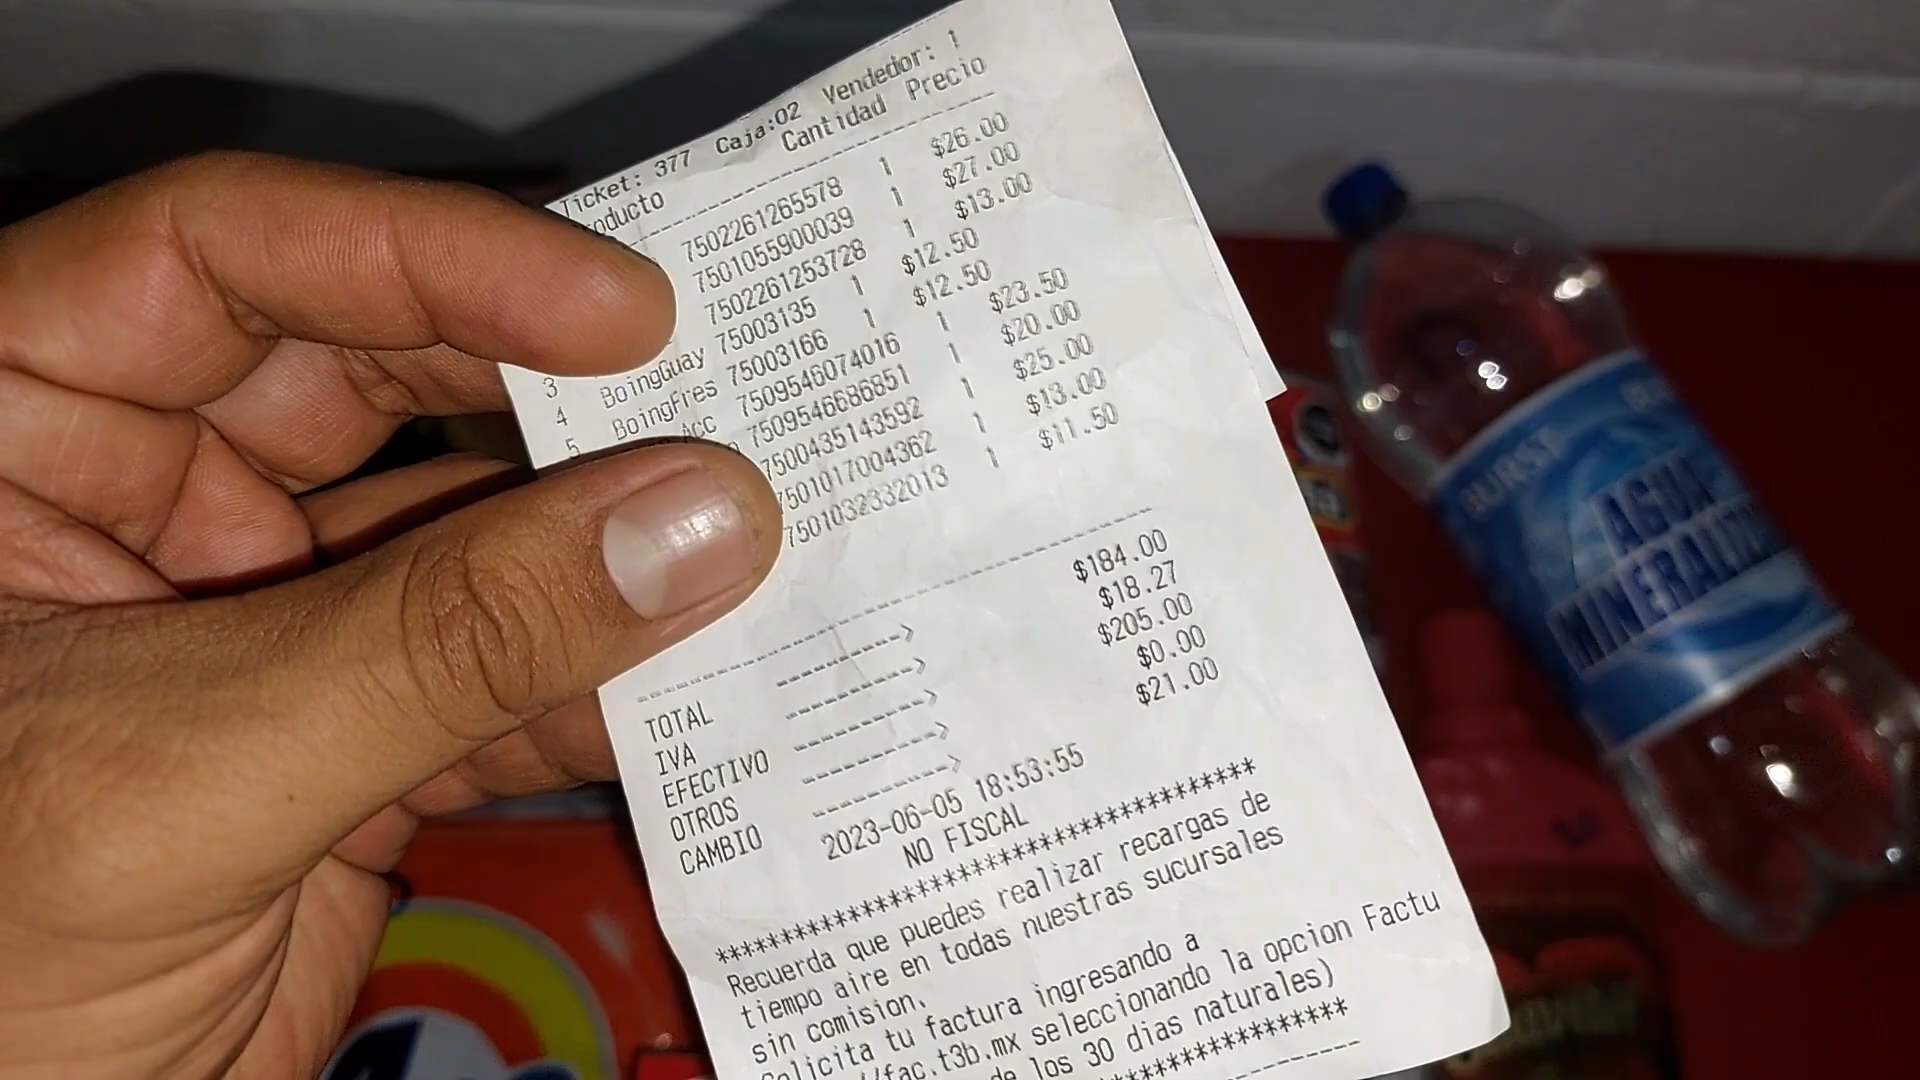 Ticket: 377 Caja:02 Vendedor: 1
oducto Cantidad Precio
7502261265578 1 $26.00
7501055900039 1 $27.00
7502261253728 1 $13.00
3 BoingGuay 75003135 1 $12.50
4 BoingFres 75003166 1 $12.50
5 Acc 7509546074016 1 $23.50
7509546686851 1 $20.00
7500435143592 1 $25.00
7501017004362 1 $13.00
7501032332013 1 $11.50
TOTAL -----------> $184.00
IVA -----------> $18.27
EFECTIVO -----------> $205.00
OTROS -----------> $0.00
CAMBIO -----------> $21.00
2023-06-05 18:53:55
NO FISCAL
*****************************************
Recuerda que puedes realizar recargas de
tiempo aire en todas nuestras sucursales
sin comision.
Solicita tu factura ingresando a
//fac.t3b.mx seleccionando la opcion Factu
de los 30 dias naturales)
AGUA